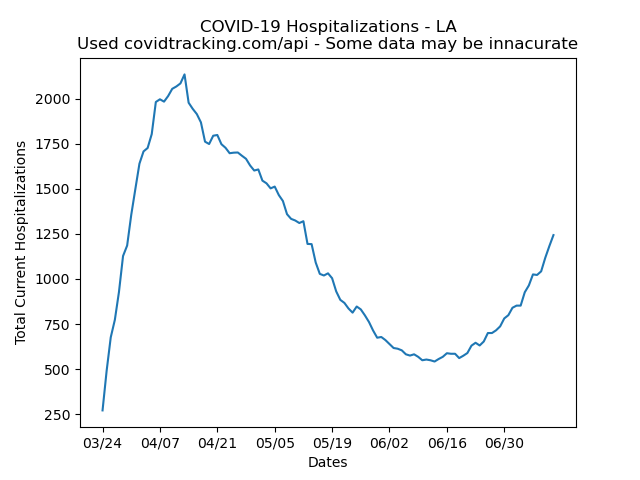 COVID-19 Hospitalizations - LA
Used covidtracking.com/api - Some data may be innacurate
Total Current Hospitalizations
2000
1750
1500
1250
1000
750
500
250
03/24 04/07 04/21 05/05 05/19 06/02 06/16 06/30
Dates